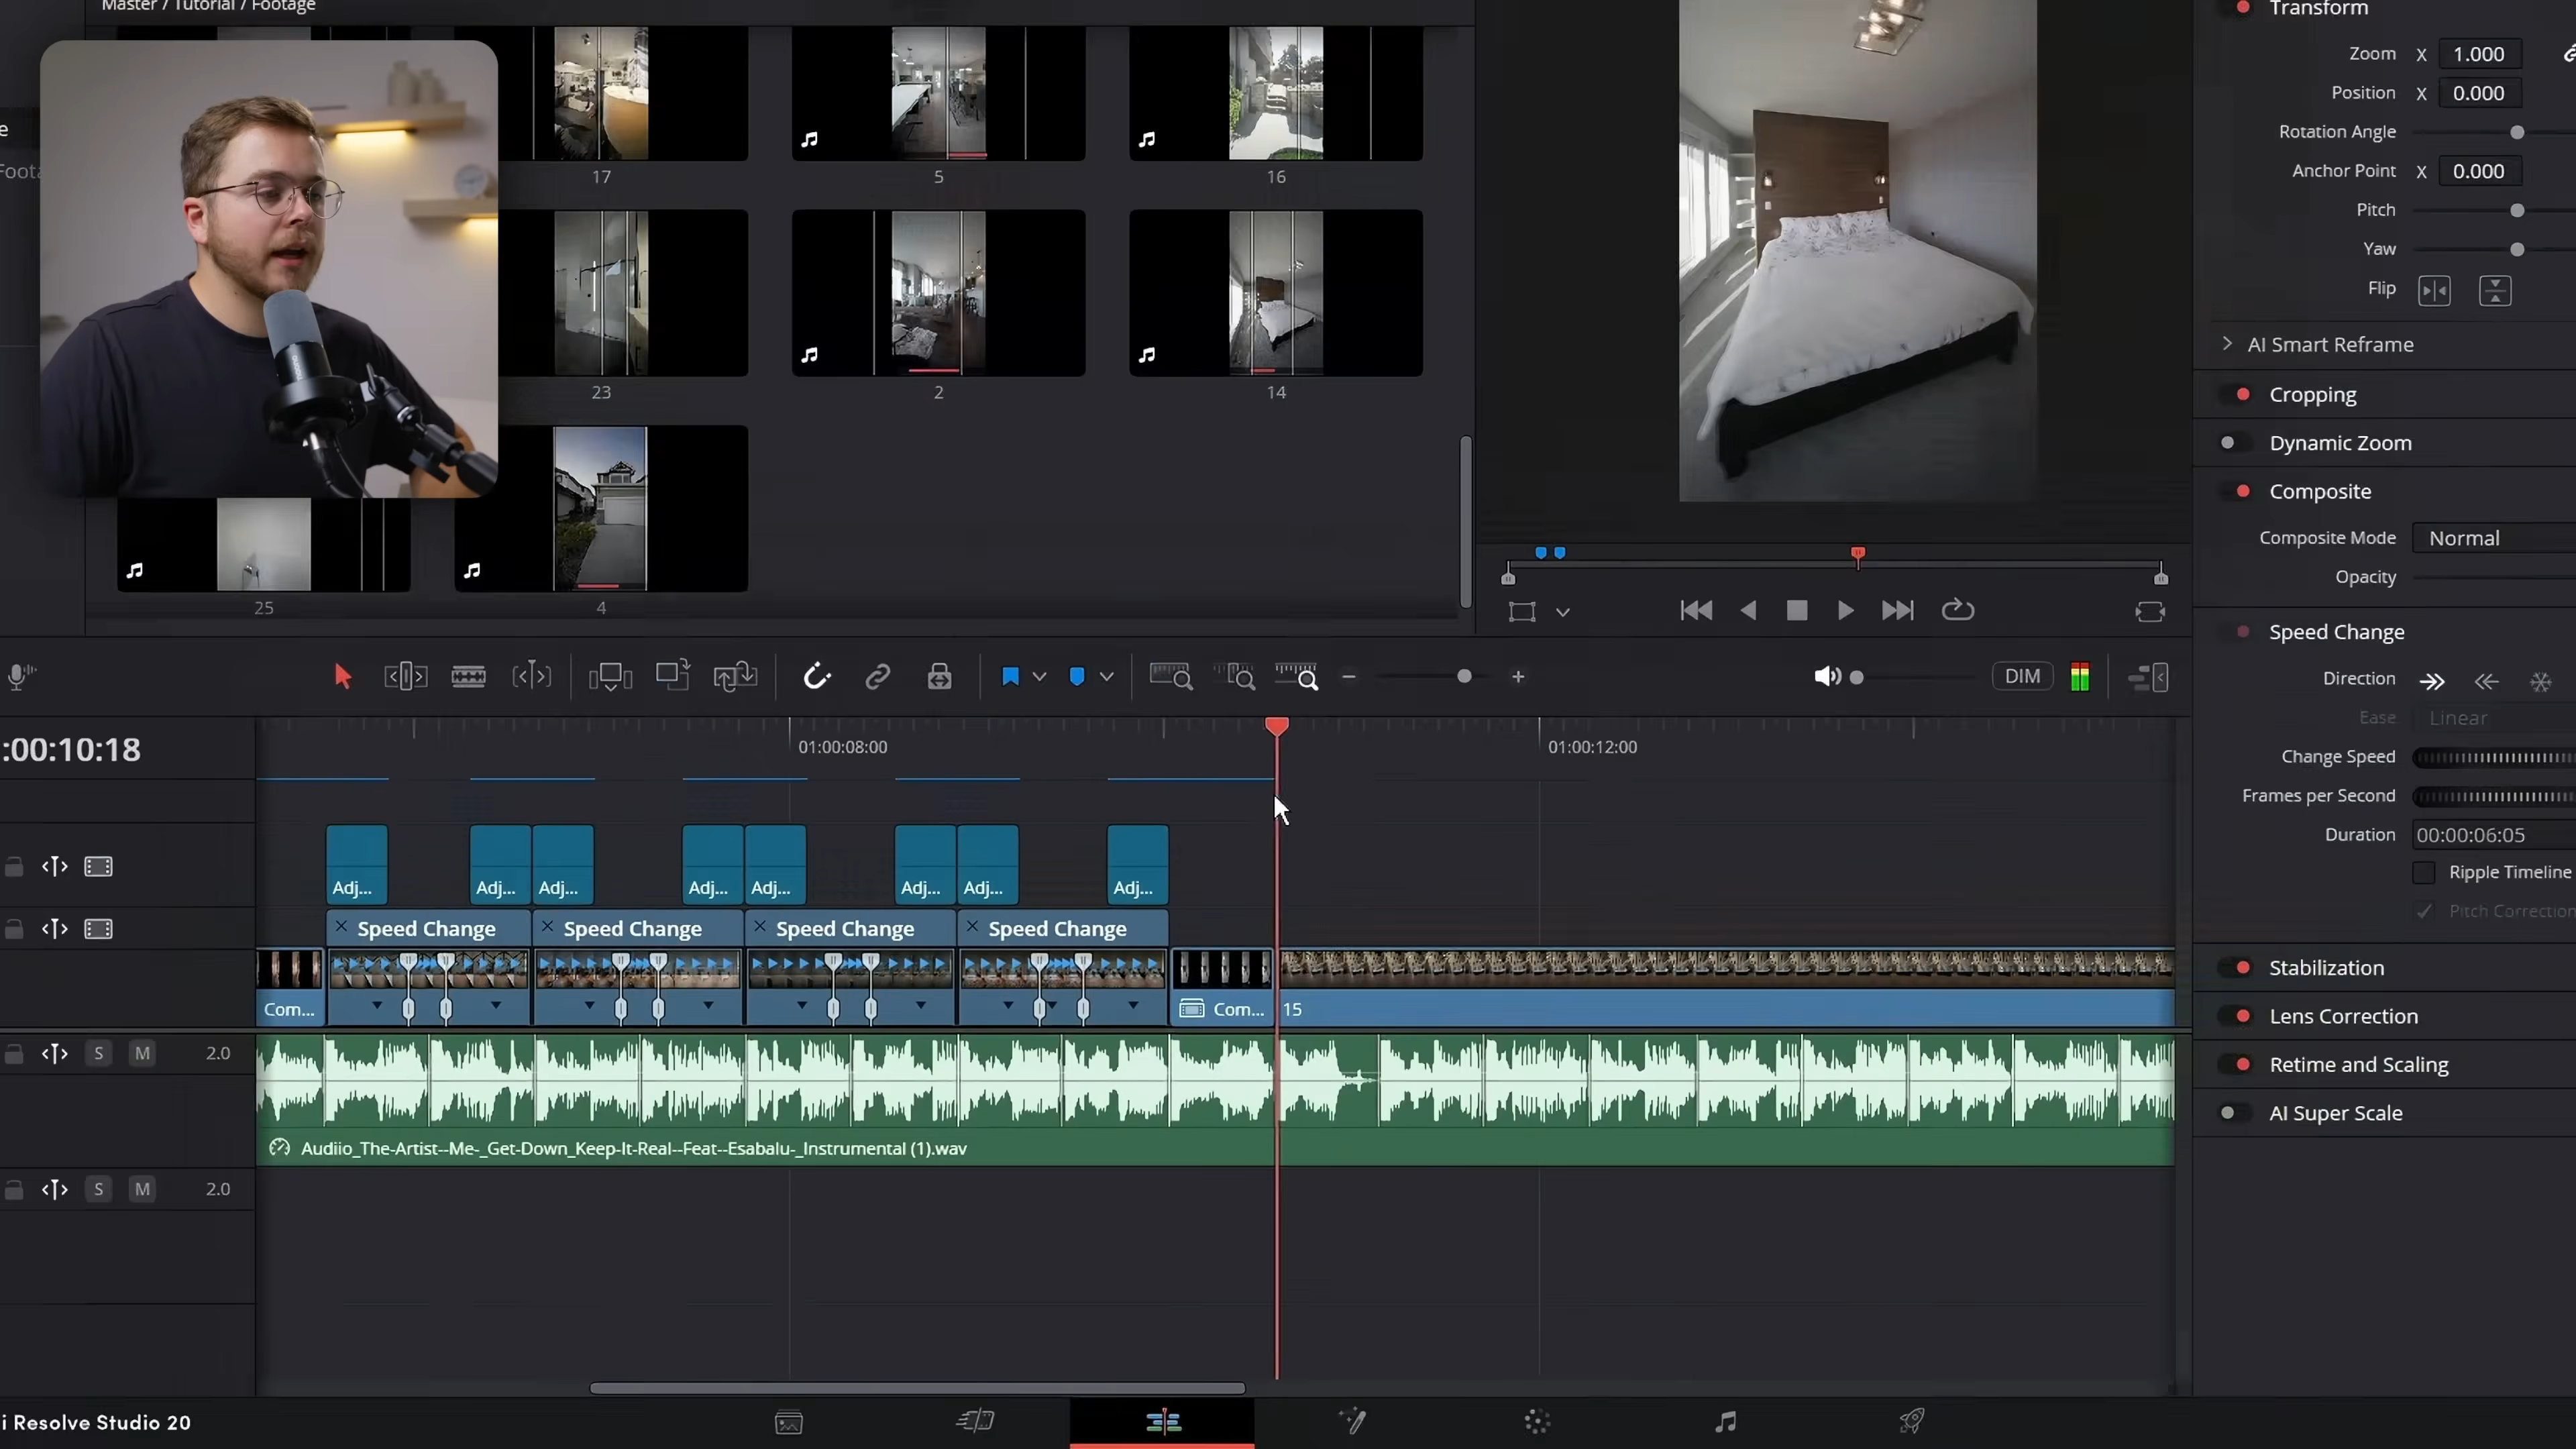 Master / Tutorial / Footage
17
5
16
23
2
14
25
4
Transform
Zoom X 1.000
Position X 0.000
Rotation Angle
Anchor Point X 0.000
Pitch
Yaw
Flip
AI Smart Reframe
Cropping
Dynamic Zoom
Composite
Composite Mode Normal
Opacity
Speed Change
Direction
Ease Linear
Change Speed
Frames per Second
Duration 00:00:06:05
Ripple Timeline
Pitch Correction
Stabilization
Lens Correction
Retime and Scaling
AI Super Scale
DIM
:00:10:18
01:00:08:00
01:00:12:00
Adj... Adj... Adj... Adj... Adj... Adj... Adj... Adj...
Speed Change Speed Change Speed Change Speed Change
Com... Com... 15
S M 2.0
Audiio_The-Artist--Me-_Get-Down_Keep-It-Real--Feat--Esabalu-_Instrumental (1).wav
S M 2.0
i Resolve Studio 20